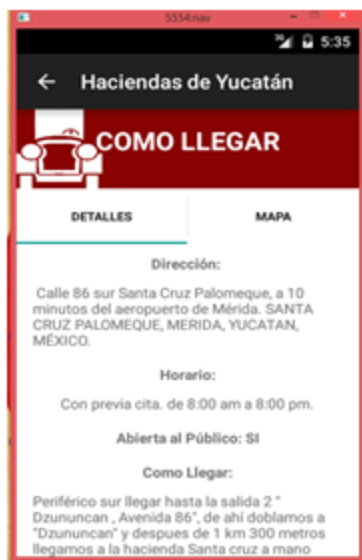 5554:nav
3G 5:35
Haciendas de Yucatán
COMO LLEGAR
DETALLES MAPA
Dirección:
Calle 86 sur Santa Cruz Palomeque, a 10
minutos del aeropuerto de Mérida. SANTA
CRUZ PALOMEQUE, MERIDA, YUCATAN,
MÉXICO.
Horario:
Con previa cita. de 8:00 am a 8:00 pm.
Abierta al Público: SI
Como Llegar:
Periférico sur llegar hasta la salida 2 "
Dzununcan , Avenida 86", de ahí doblamos a
"Dzununcan" y despues de 1 km 300 metros
llegamos a la hacienda Santa cruz a mano